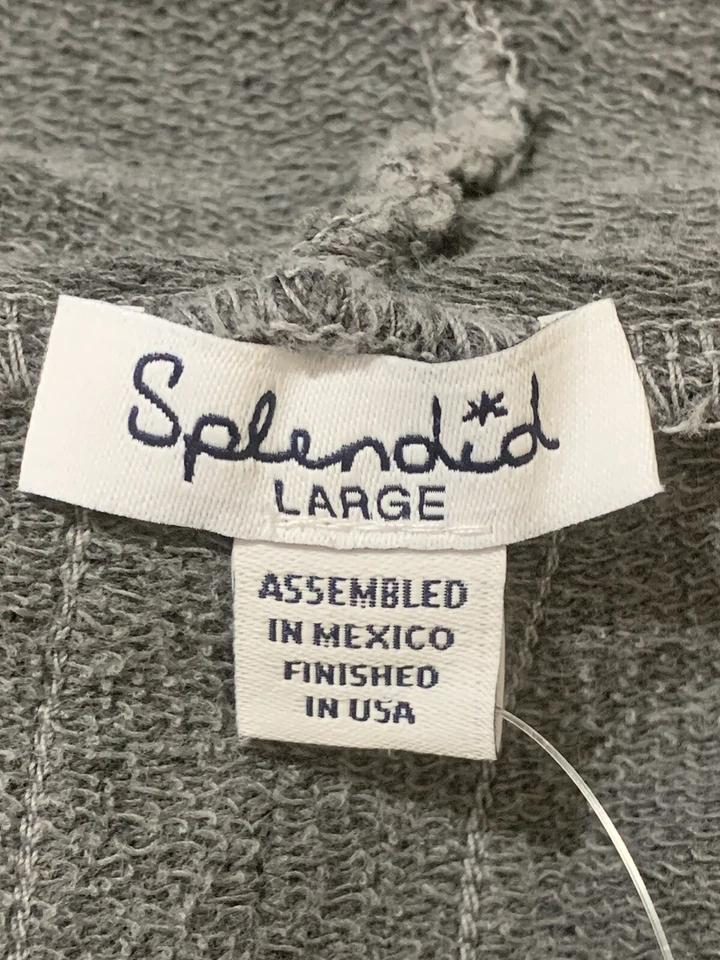 Splendid
LARGE
ASSEMBLED
IN MEXICO
FINISHED
IN USA